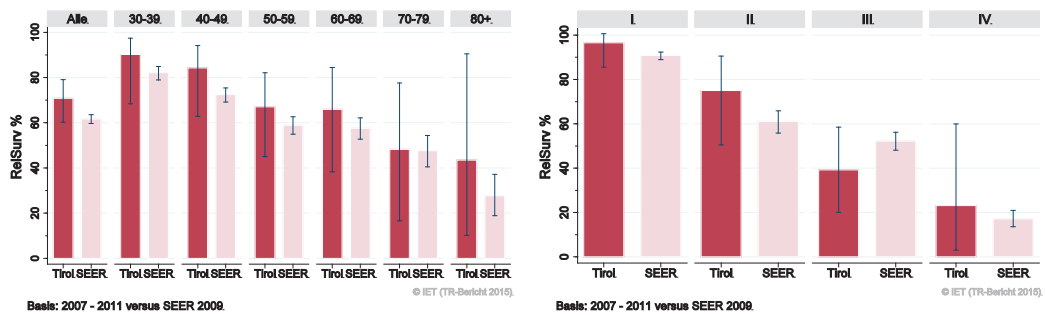 Alle. 30-39. 40-49. 50-59. 60-69. 70-79. 80+.
RelSurv %
100
80
60
40
20
0
Tirol. SEER. Tirol. SEER. Tirol. SEER. Tirol. SEER. Tirol. SEER. Tirol. SEER. Tirol. SEER.
© IET (TR-Bericht 2015).
Basis: 2007 - 2011 versus SEER 2009.
I. II. III. IV.
RelSurv %
100
80
60
40
20
0
Tirol. SEER. Tirol. SEER. Tirol. SEER. Tirol. SEER.
© IET (TR-Bericht 2015).
Basis: 2007 - 2011 versus SEER 2009.